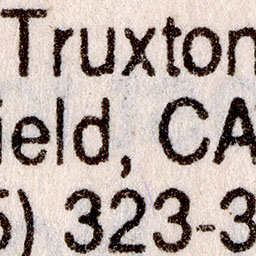 Truxton
ield, CA
5) 323-3